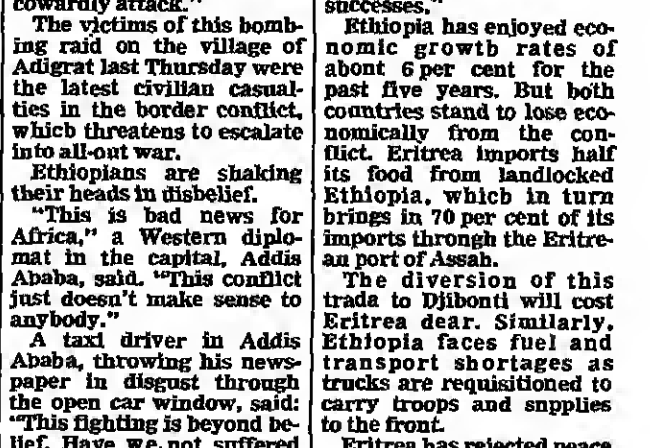 cowardly attack."
The victims of this bomb-
ing raid on the village of
Adigrat last Thursday were
the latest civilian casual-
ties in the border conflict,
which threatens to escalate
into all-out war.
Ethiopians are shaking
their heads in disbelief.
"This is bad news for
Africa," a Western diplo-
mat in the capital, Addis
Ababa, said. "This conflict
just doesn't make sense to
anybody."
A taxi driver in Addis
Ababa, throwing his news-
paper in disgust through
the open car window, said:
"This fighting is beyond be-
lief. Have we not suffered
successes."
Ethiopia has enjoyed eco-
nomic growth rates of
abont 6 per cent for the
past five years. But both
countries stand to lose eco-
nomically from the con-
flict. Eritrea imports half
its food from landlocked
Ethiopia, which in turn
brings in 70 per cent of its
imports through the Eritre-
an port of Assab.
The diversion of this
trada to Djibonti will cost
Eritrea dear. Similarly,
Ethiopia faces fuel and
transport shortages as
trucks are requisitioned to
carry troops and snpplies
to the front.
Eritrea has rejected peace